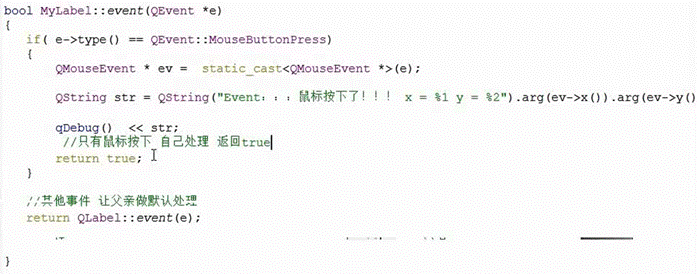 bool MyLabel::event(QEvent *e)
{
if( e->type() == QEvent::MouseButtonPress)
{
QMouseEvent * ev = static_cast<QMouseEvent *>(e);
QString str = QString("Event：：：鼠标按下了！！！ x = %1 y = %2").arg(ev->x()).arg(ev->y()
qDebug() << str;
//只有鼠标按下 自己处理 返回true
return true;
}
//其他事件 让父亲做默认处理
return QLabel::event(e);
}